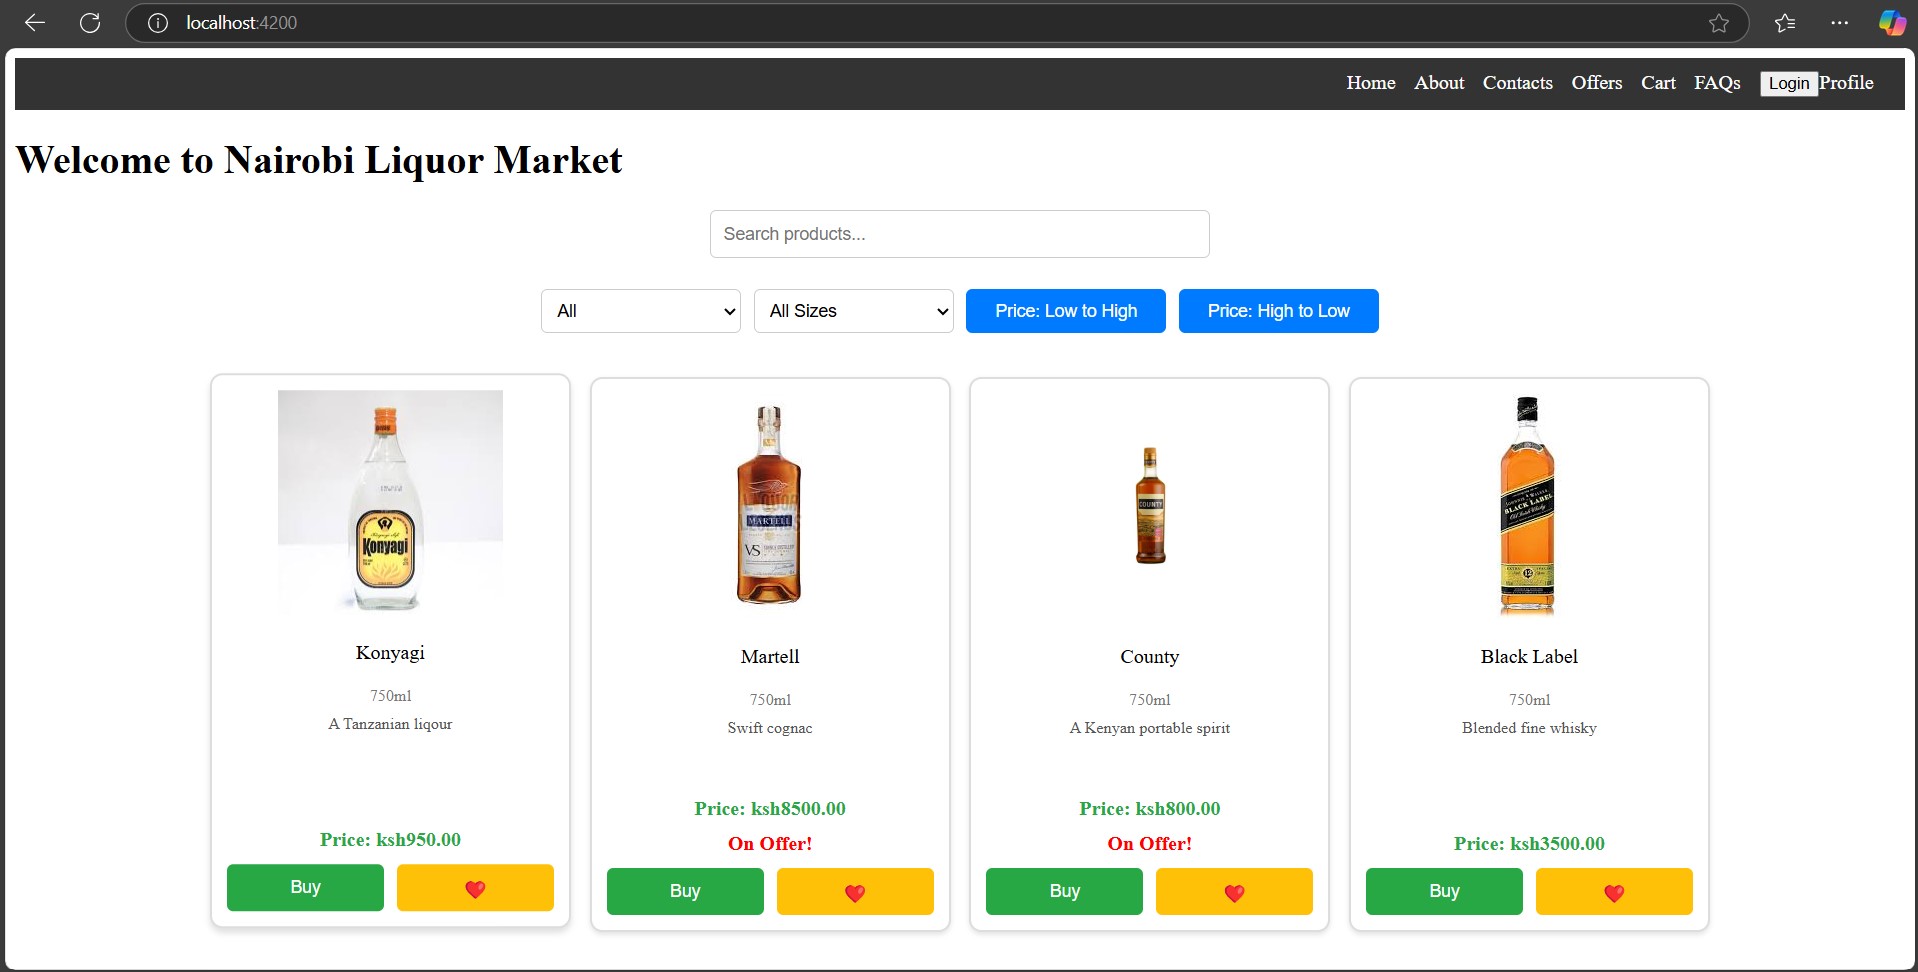 localhost:4200
Home About Contacts Offers Cart FAQs Login Profile
Welcome to Nairobi Liquor Market
Search products...
All All Sizes Price: Low to High Price: High to Low
Konyagi
MARTELL
VS
COUNTY
BLACK LABEL
12
Konyagi
750ml
A Tanzanian liqour
Price: ksh950.00
Buy
Martell
750ml
Swift cognac
Price: ksh8500.00
On Offer!
Buy
County
750ml
A Kenyan portable spirit
Price: ksh800.00
On Offer!
Buy
Black Label
750ml
Blended fine whisky
Price: ksh3500.00
Buy